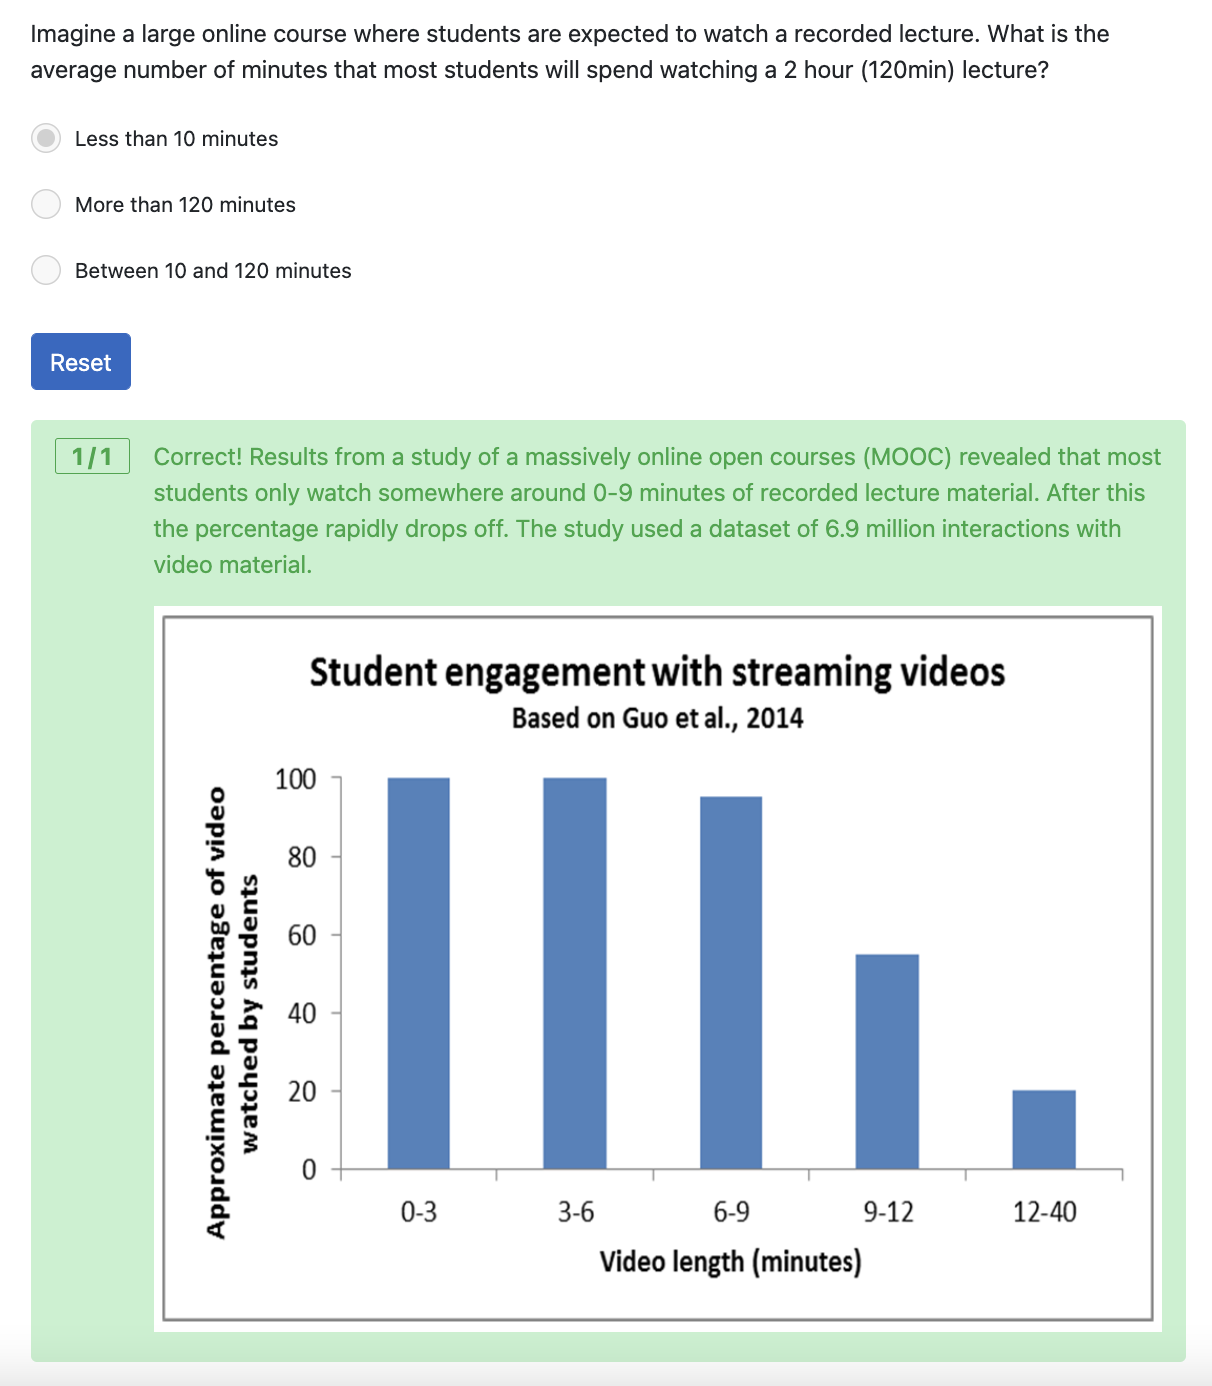 Imagine a large online course where students are expected to watch a recorded lecture. What is the
average number of minutes that most students will spend watching a 2 hour (120min) lecture?
Less than 10 minutes
More than 120 minutes
Between 10 and 120 minutes
Reset
1/1
Correct! Results from a study of a massively online open courses (MOOC) revealed that most
students only watch somewhere around 0-9 minutes of recorded lecture material. After this
the percentage rapidly drops off. The study used a dataset of 6.9 million interactions with
video material.
Student engagement with streaming videos
Based on Guo et al., 2014
Approximate percentage of video
watched by students
100
80
60
40
20
0
0-3
3-6
6-9
9-12
12-40
Video length (minutes)